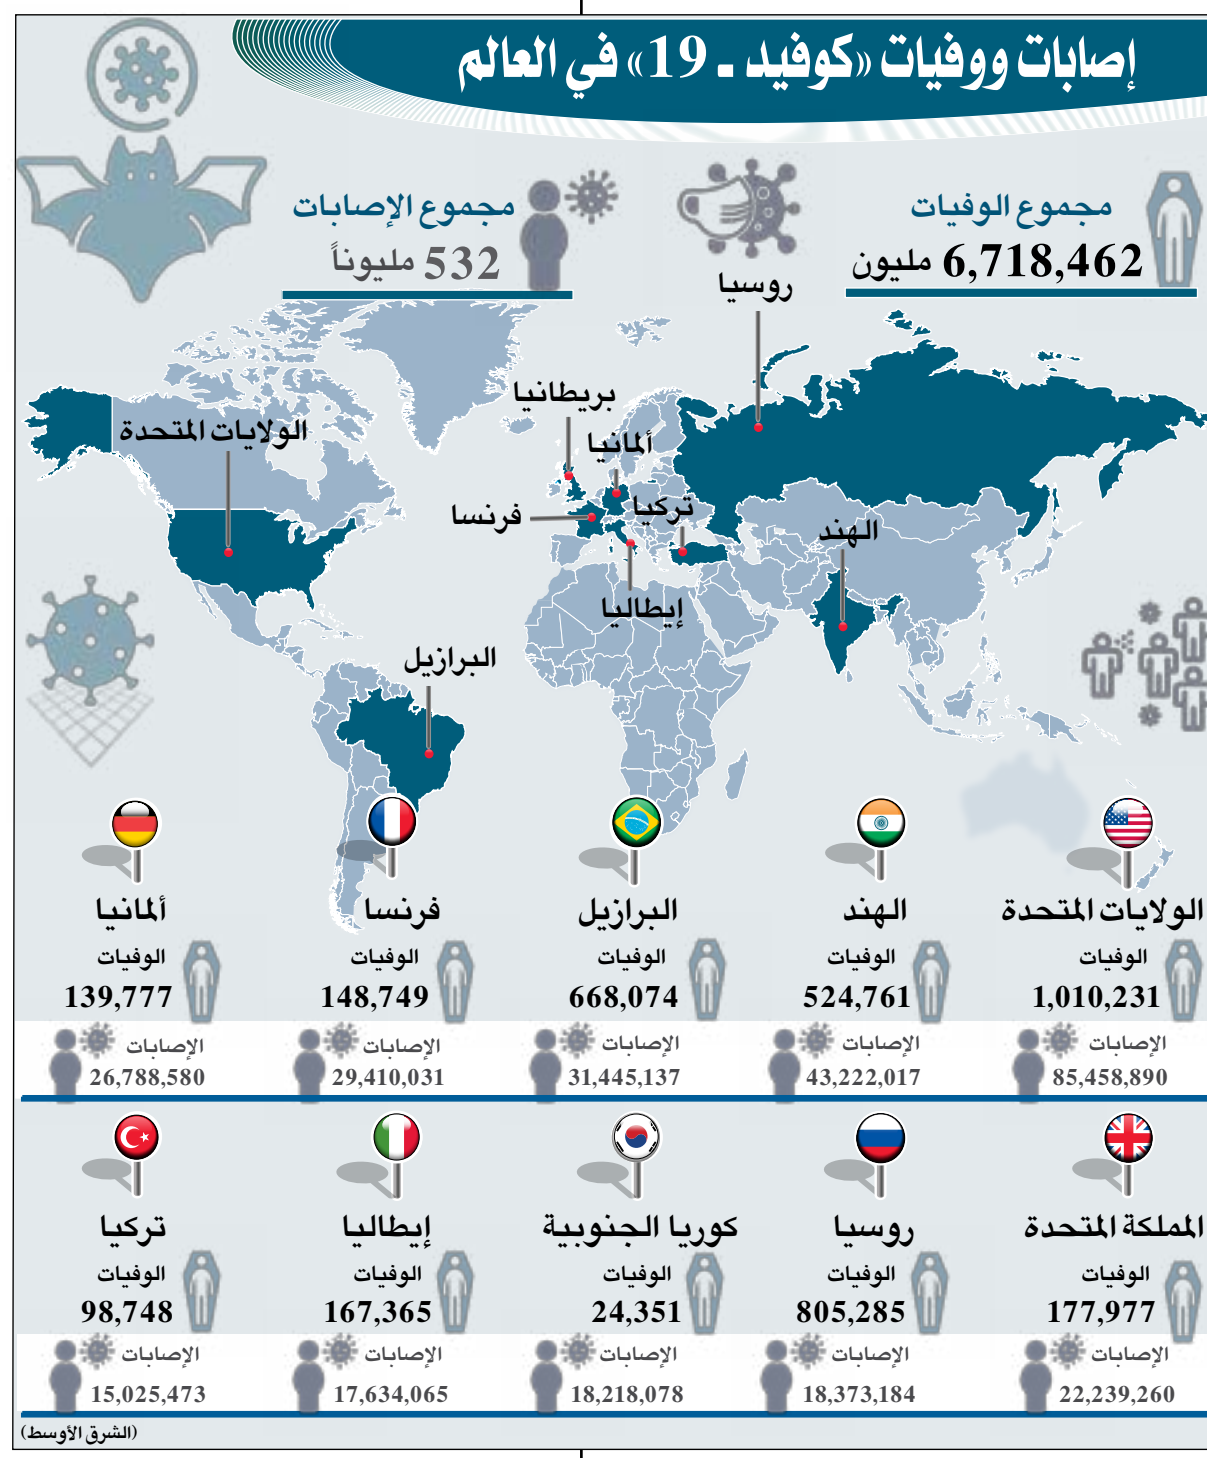 إصابات ووفيات «كوفيد ـ 19» في العالم
مجموع الوفيات
6,718,462 مليون
مجموع الإصابات
532 مليوناً
روسيا
بريطانيا
ألمانيا
الولايات المتحدة
فرنسا
تركيا
الهند
إيطاليا
البرازيل
الولايات المتحدة
الوفيات
1,010,231
الإصابات
85,458,890
الهند
الوفيات
524,761
الإصابات
43,222,017
البرازيل
الوفيات
668,074
الإصابات
31,445,137
فرنسا
الوفيات
148,749
الإصابات
29,410,031
ألمانيا
الوفيات
139,777
الإصابات
26,788,580
المملكة المتحدة
الوفيات
177,977
الإصابات
22,239,260
روسيا
الوفيات
805,285
الإصابات
18,373,184
كوريا الجنوبية
الوفيات
24,351
الإصابات
18,218,078
إيطاليا
الوفيات
167,365
الإصابات
17,634,065
تركيا
الوفيات
98,748
الإصابات
15,025,473
(الشرق الأوسط)